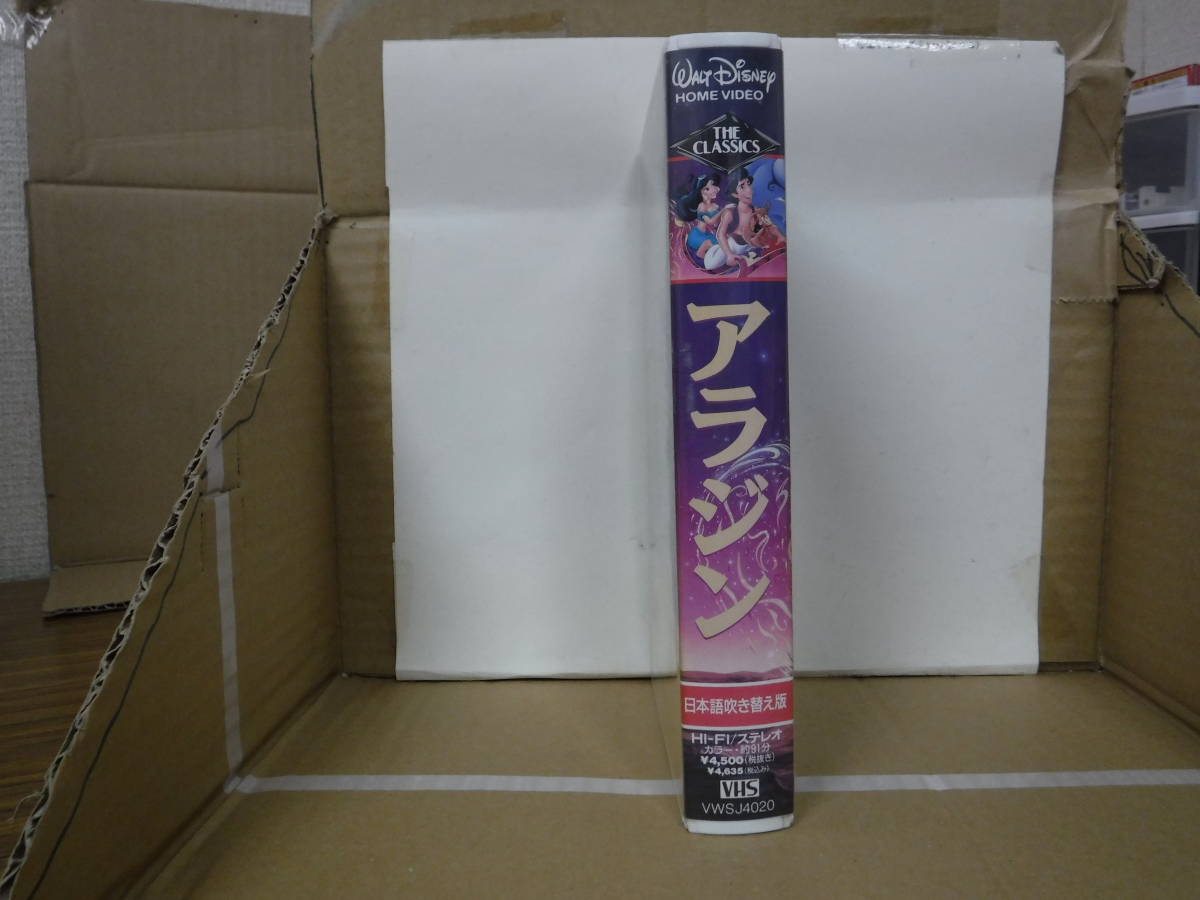 WALT DISNEY
HOME VIDEO
THE
CLASSICS
アラジン
日本語吹き替え版
HI-FI/ステレオ
カラー・約91分
¥4,500(税抜き)
¥4,635(税込み)
VHS
VWSJ4020